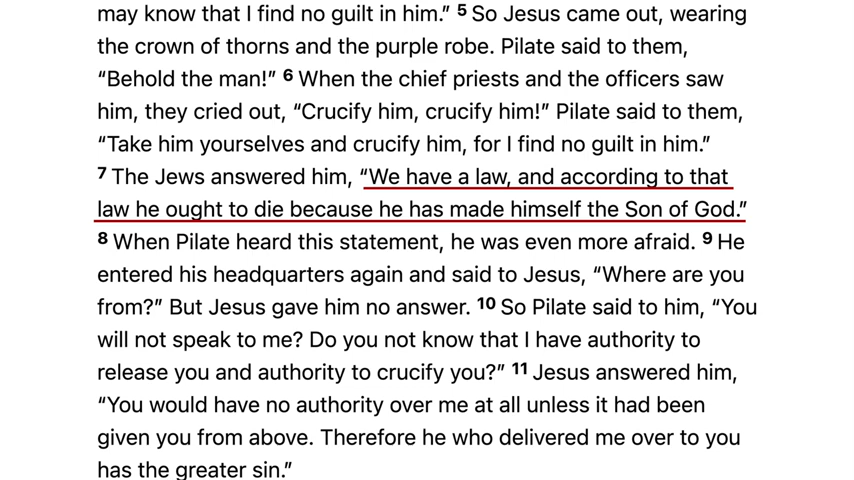 may know that I find no guilt in him.” 5 So Jesus came out, wearing
the crown of thorns and the purple robe. Pilate said to them,
“Behold the man!” 6 When the chief priests and the officers saw
him, they cried out, “Crucify him, crucify him!” Pilate said to them,
“Take him yourselves and crucify him, for I find no guilt in him.”
7 The Jews answered him, “We have a law, and according to that
law he ought to die because he has made himself the Son of God.”
8 When Pilate heard this statement, he was even more afraid. 9 He
entered his headquarters again and said to Jesus, “Where are you
from?” But Jesus gave him no answer. 10 So Pilate said to him, “You
will not speak to me? Do you not know that I have authority to
release you and authority to crucify you?” 11 Jesus answered him,
“You would have no authority over me at all unless it had been
given you from above. Therefore he who delivered me over to you
has the greater sin.”